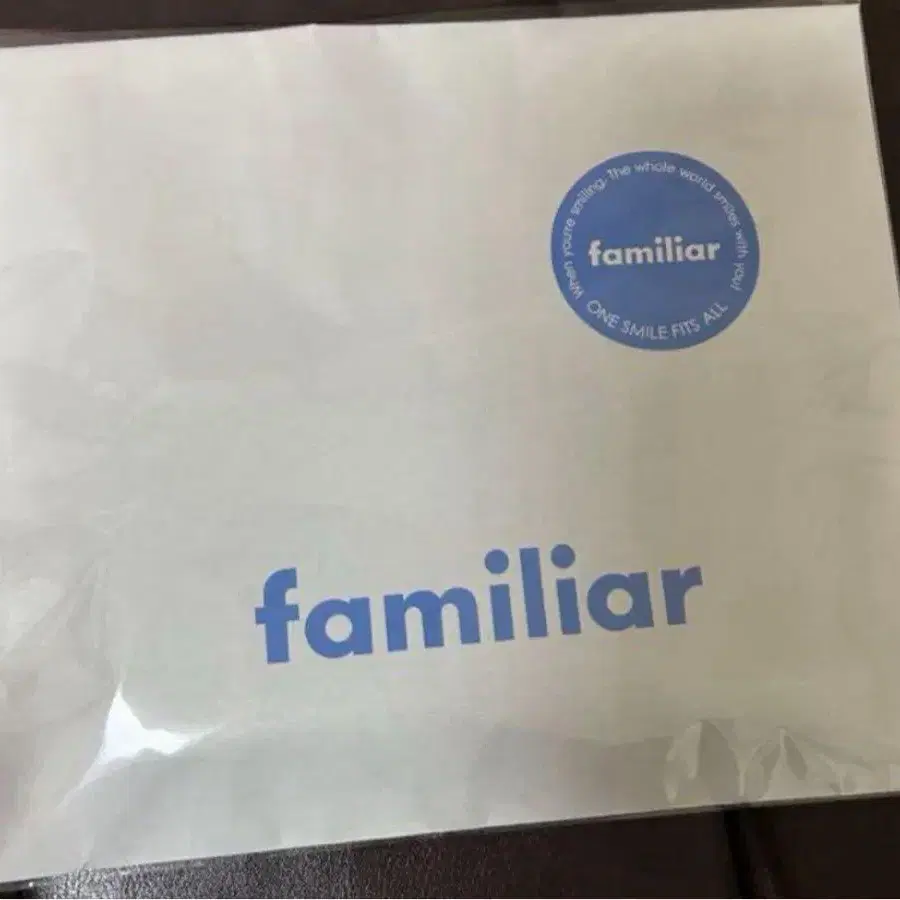 when you're smiling. The whole world smiles with you!
familiar
ONE SMILE FITS ALL
familiar